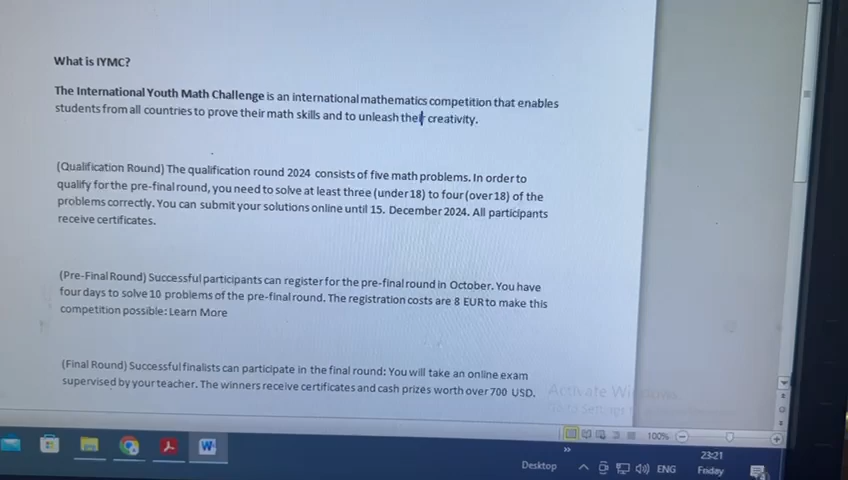 What is IYMC?
The International Youth Math Challenge is an international mathematics competition that enables
students from all countries to prove their math skills and to unleash their creativity.
(Qualification Round) The qualification round 2024 consists of five math problems. In order to
qualify for the pre-final round, you need to solve at least three (under 18) to four (over 18) of the
problems correctly. You can submit your solutions online until 15. December 2024. All participants
receive certificates.
(Pre-Final Round) Successful participants can register for the pre-final round in October. You have
four days to solve 10 problems of the pre-final round. The registration costs are 8 EUR to make this
competition possible: Learn More
(Final Round) Successful finalists can participate in the final round: You will take an online exam
supervised by your teacher. The winners receive certificates and cash prizes worth over 700 USD.
Activate Windows
Go to Settings
100%
Desktop
ENG
23:21
Friday